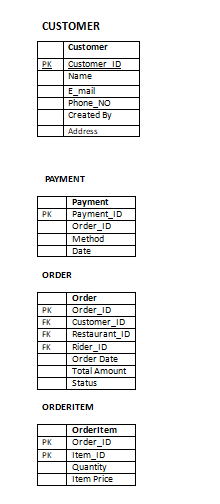 CUSTOMER
Customer
PK Customer_ID
Name
E_mail
Phone_NO
Created By
Address
PAYMENT
Payment
PK Payment_ID
Order_ID
Method
Date
ORDER
Order
PK Order_ID
FK Customer_ID
FK Restaurant_ID
FK Rider_ID
Order Date
Total Amount
Status
ORDERITEM
OrderItem
PK Order_ID
PK Item_ID
Quantity
Item Price